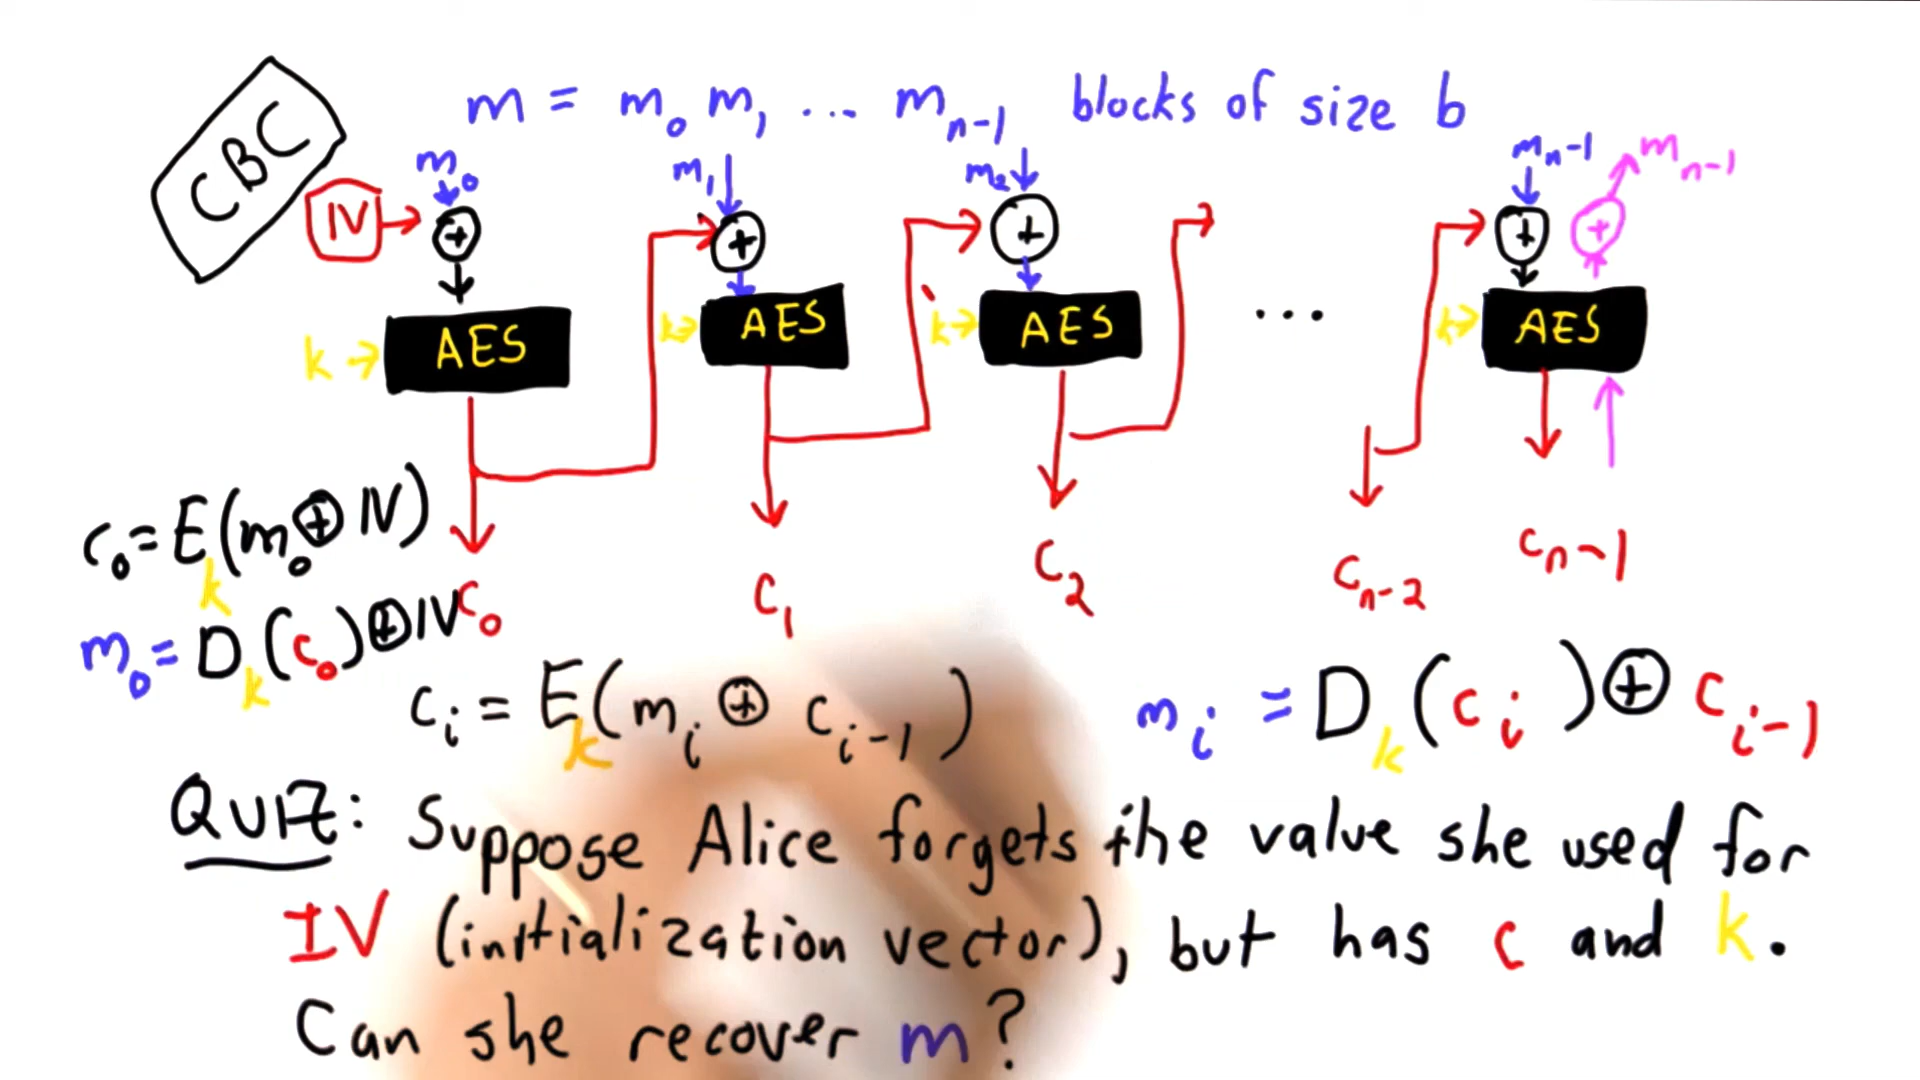 CBC
m = m₀ m₁ ... mₙ₋₁ blocks of size b
IV m₀ m₁ m₂ mₙ₋₁ mₙ₋₁
+ + + + +
k → AES k → AES k → AES ... k → AES
c₀ c₁ c₂ cₙ₋₂ cₙ₋₁
c₀ = Eₖ(m₀ ⊕ IV)
m₀ = Dₖ(c₀) ⊕ IV
cᵢ = Eₖ(mᵢ ⊕ cᵢ₋₁) mᵢ = Dₖ(cᵢ) ⊕ cᵢ₋₁
QUIZ: Suppose Alice forgets the value she used for
IV (initialization vector), but has c and k.
Can she recover m?